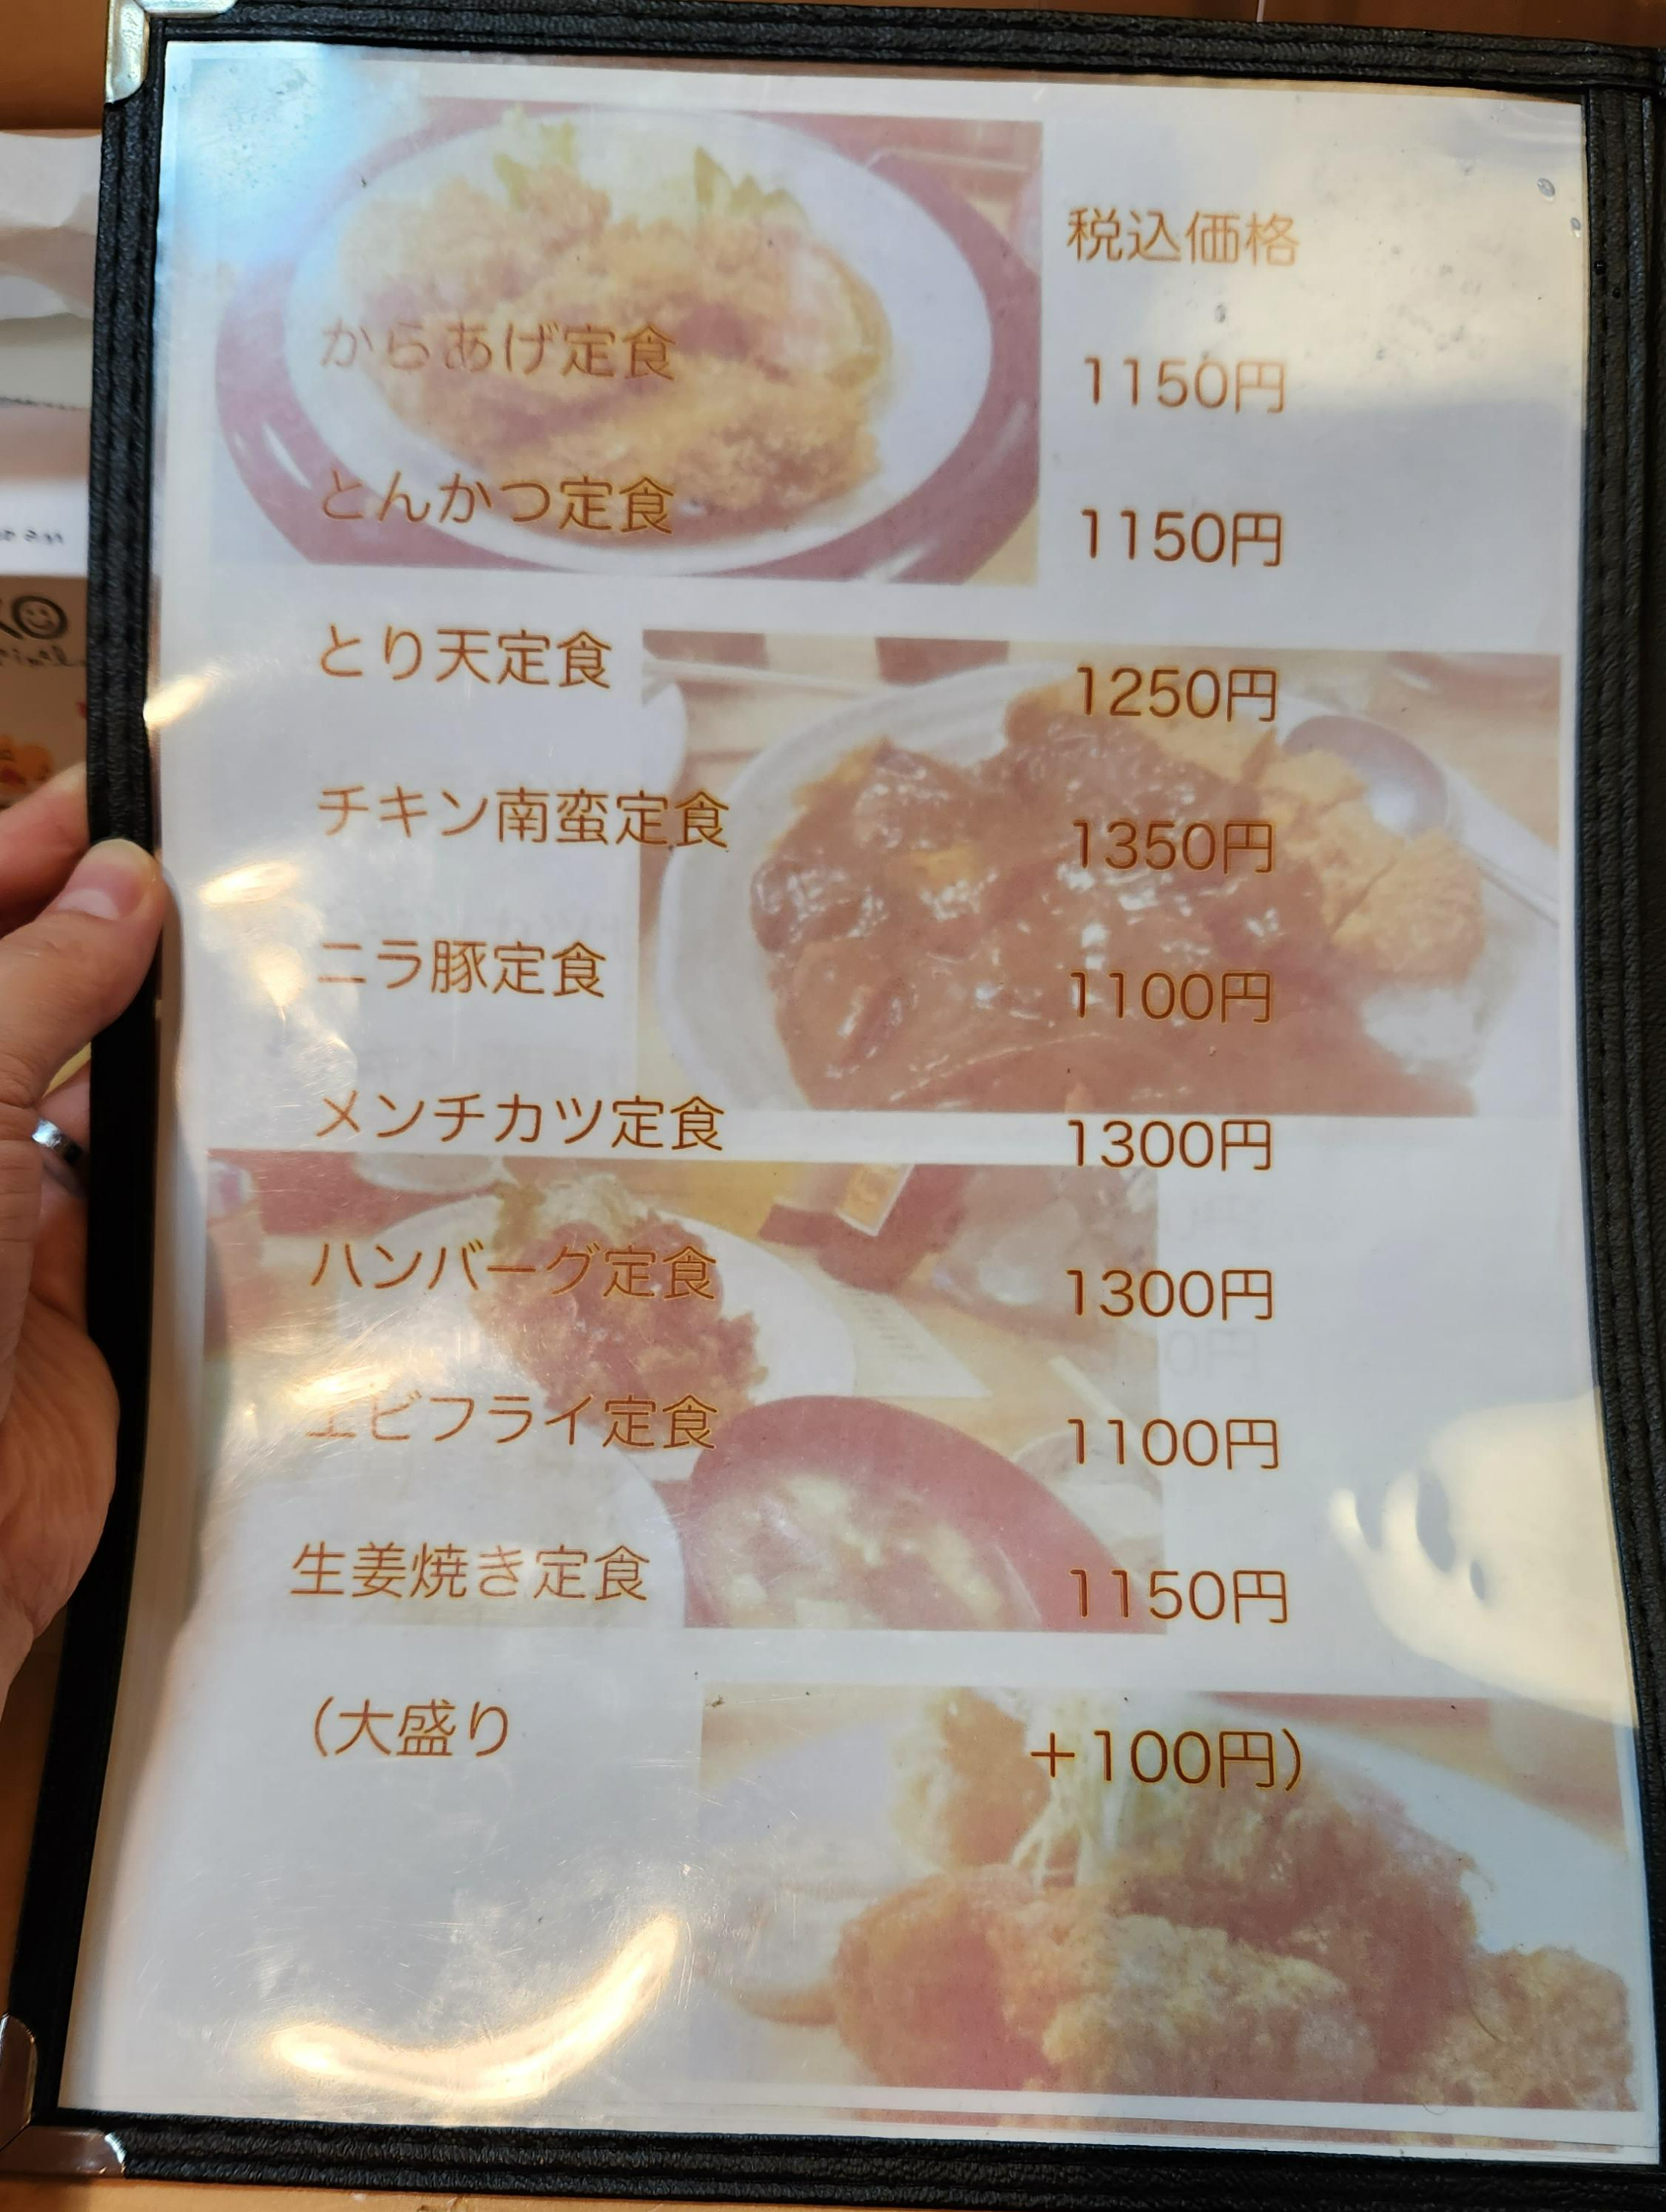 税込価格
からあげ定食 1150円
とんかつ定食 1150円
とり天定食 1250円
チキン南蛮定食 1350円
ニラ豚定食 1100円
メンチカツ定食 1300円
ハンバーグ定食 1300円
エビフライ定食 1100円
生姜焼き定食 1150円
(大盛り +100円)